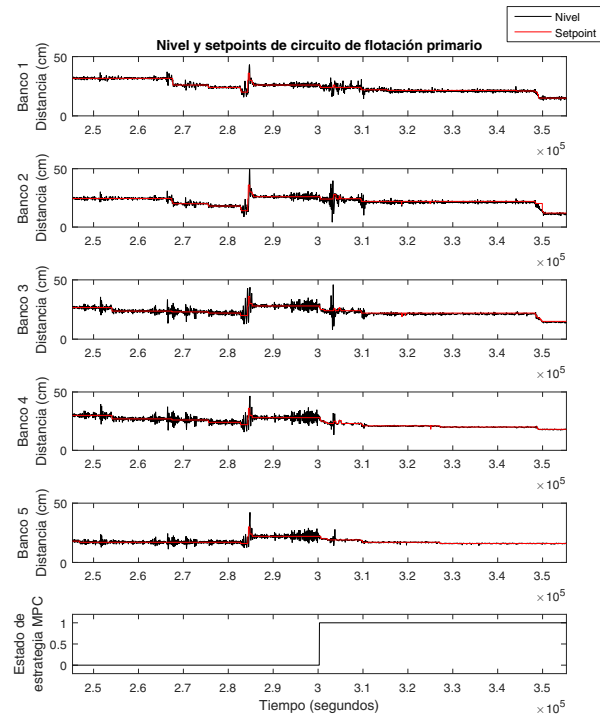 Nivel
Setpoint
Nivel y setpoints de circuito de flotación primario
Banco 1
Distancia (cm)
50
0
2.5 2.6 2.7 2.8 2.9 3 3.1 3.2 3.3 3.4 3.5
× 10^5
Banco 2
Distancia (cm)
50
0
2.5 2.6 2.7 2.8 2.9 3 3.1 3.2 3.3 3.4 3.5
× 10^5
Banco 3
Distancia (cm)
50
0
2.5 2.6 2.7 2.8 2.9 3 3.1 3.2 3.3 3.4 3.5
× 10^5
Banco 4
Distancia (cm)
50
0
2.5 2.6 2.7 2.8 2.9 3 3.1 3.2 3.3 3.4 3.5
× 10^5
Banco 5
Distancia (cm)
50
0
2.5 2.6 2.7 2.8 2.9 3 3.1 3.2 3.3 3.4 3.5
× 10^5
Estado de
estrategia MPC
1
0.5
0
2.5 2.6 2.7 2.8 2.9 3 3.1 3.2 3.3 3.4 3.5
Tiempo (segundos)
× 10^5